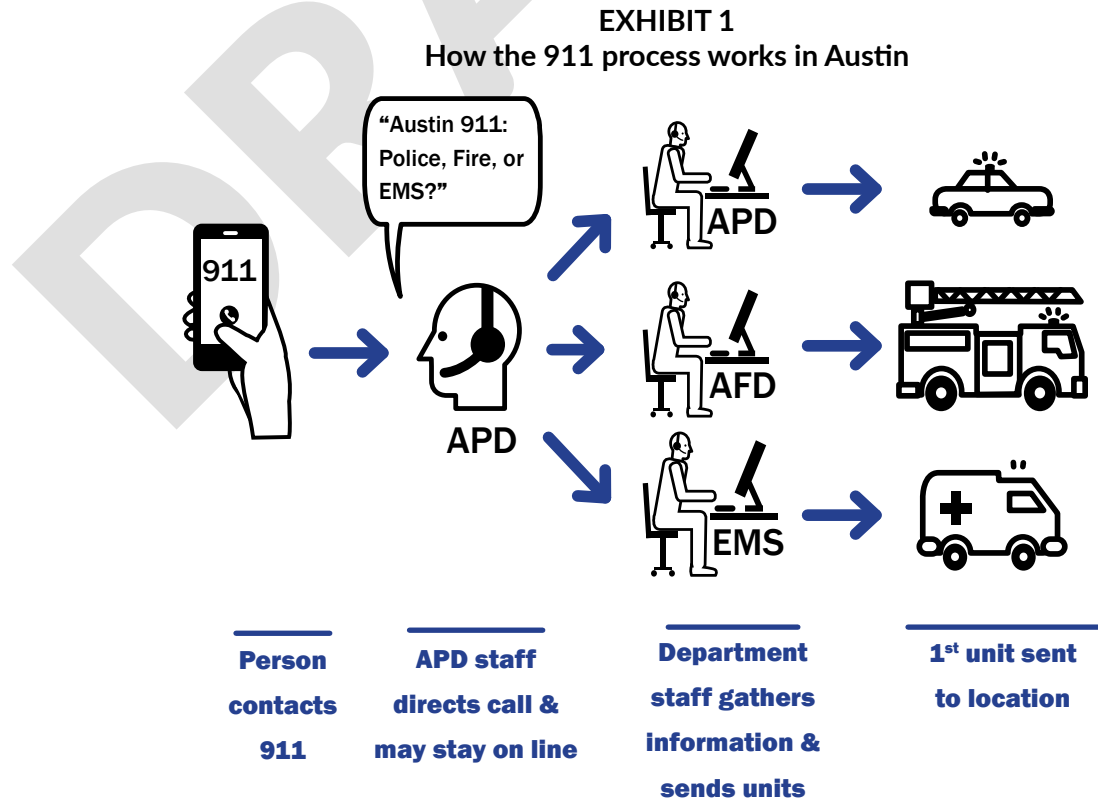 EXHIBIT 1
How the 911 process works in Austin
“Austin 911:
Police, Fire, or
EMS?”
911
APD
APD
AFD
EMS
Person
contacts
911
APD staff
directs call &
may stay on line
Department
staff gathers
information &
sends units
1st unit sent
to location